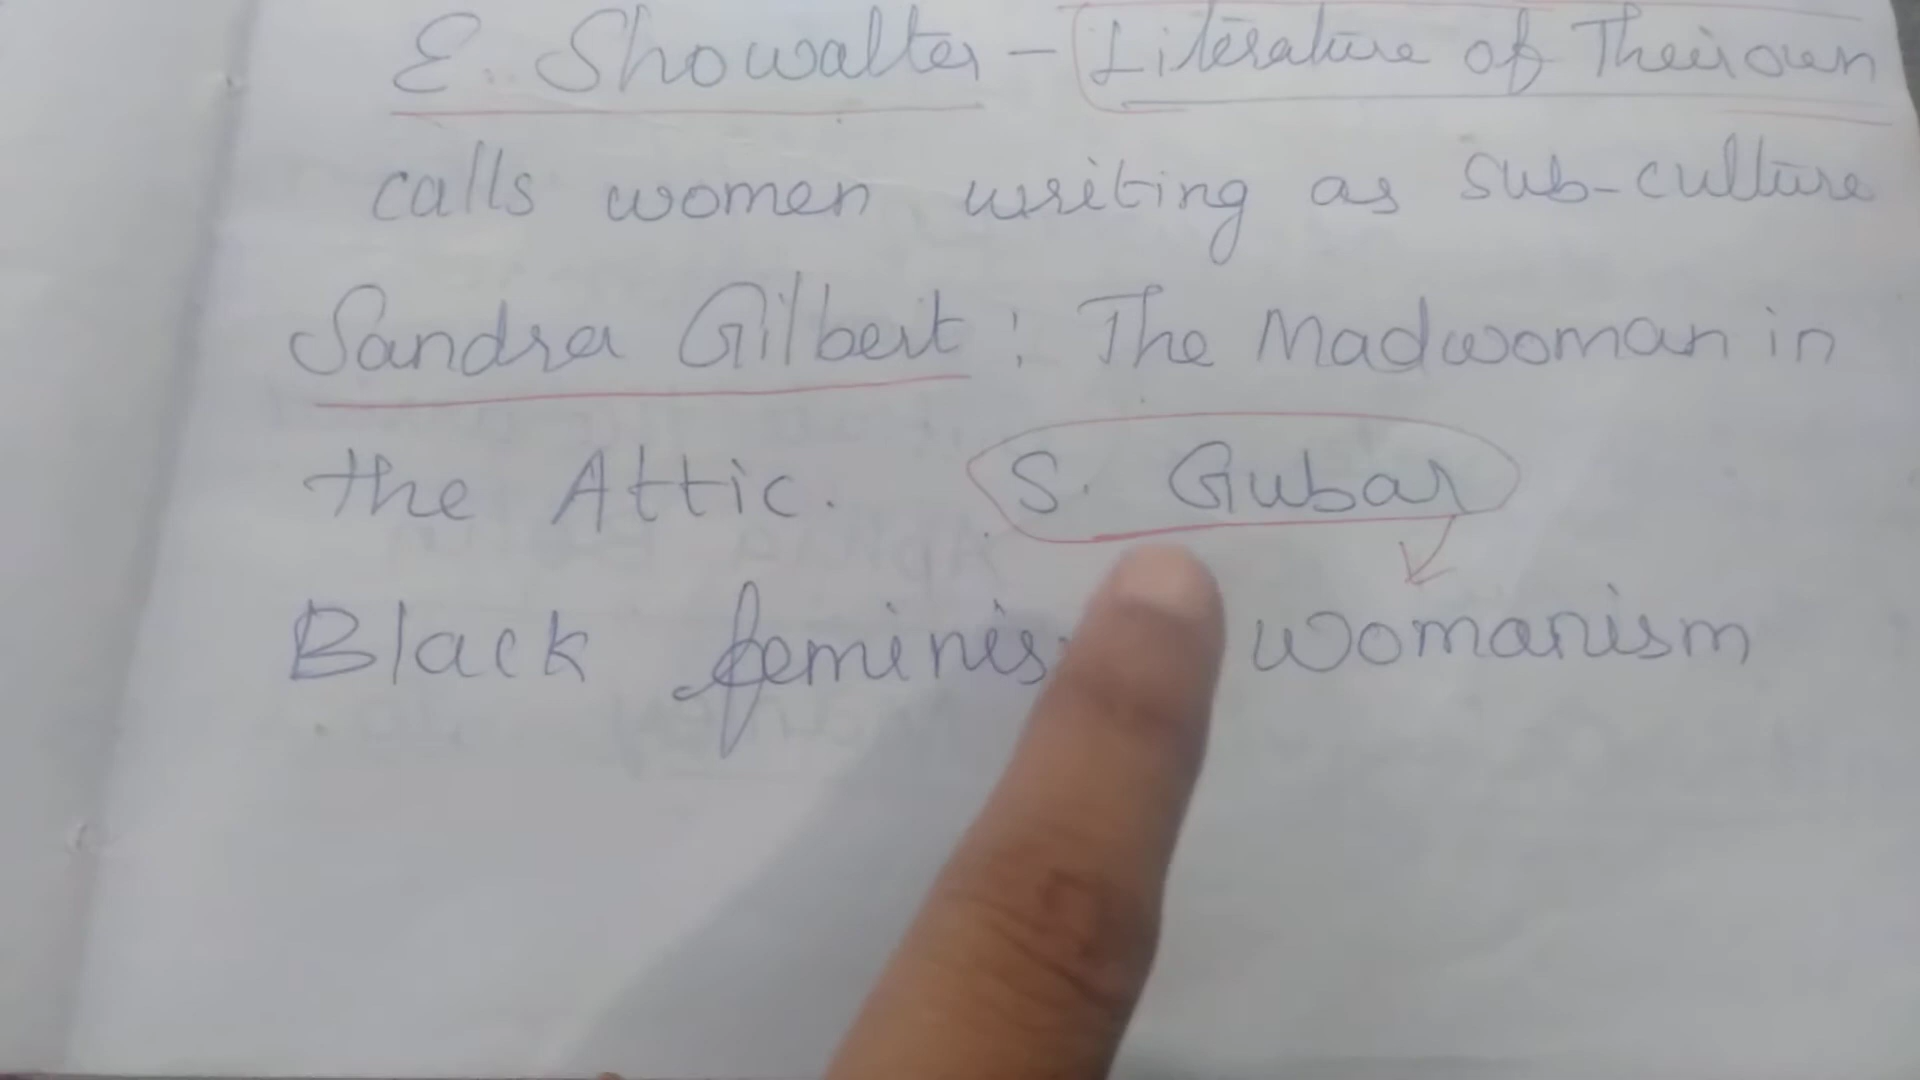 E. Showalter - Literature of Their own
calls women writing as sub-culture
Sandra Gilbert : The Madwoman in
the Attic. S. Gubar
Black womanism